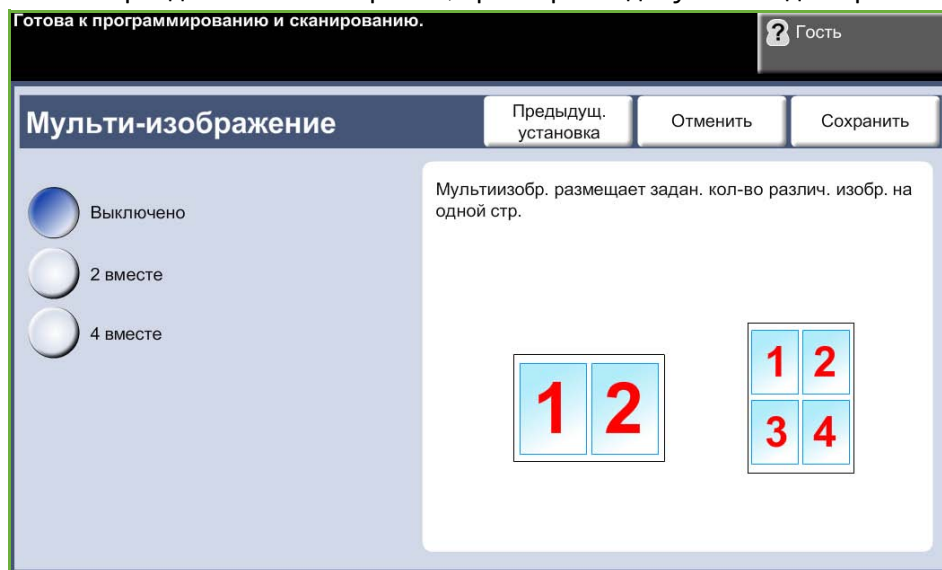 Готова к программированию и сканированию.
? Гость
Мульти-изображение
Предыдущ.
установка
Отменить
Сохранить
Выключено
2 вместе
4 вместе
Мультиизобр. размещает задан. кол-во различ. изобр. на
одной стр.
1 2
1 2
3 4